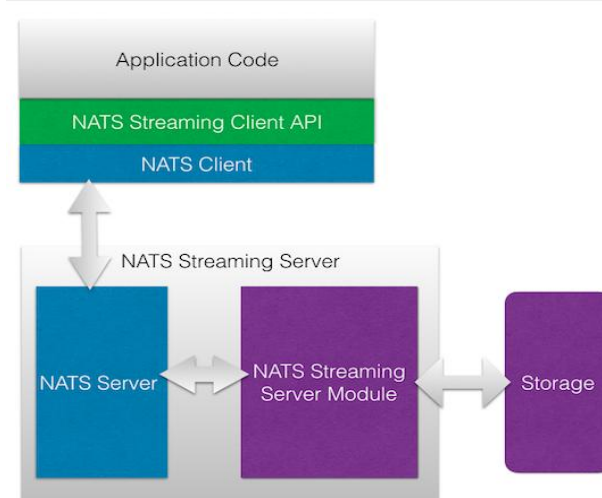 Application Code
NATS Streaming Client API
NATS Client
NATS Streaming Server
NATS Server
NATS Streaming
Server Module
Storage